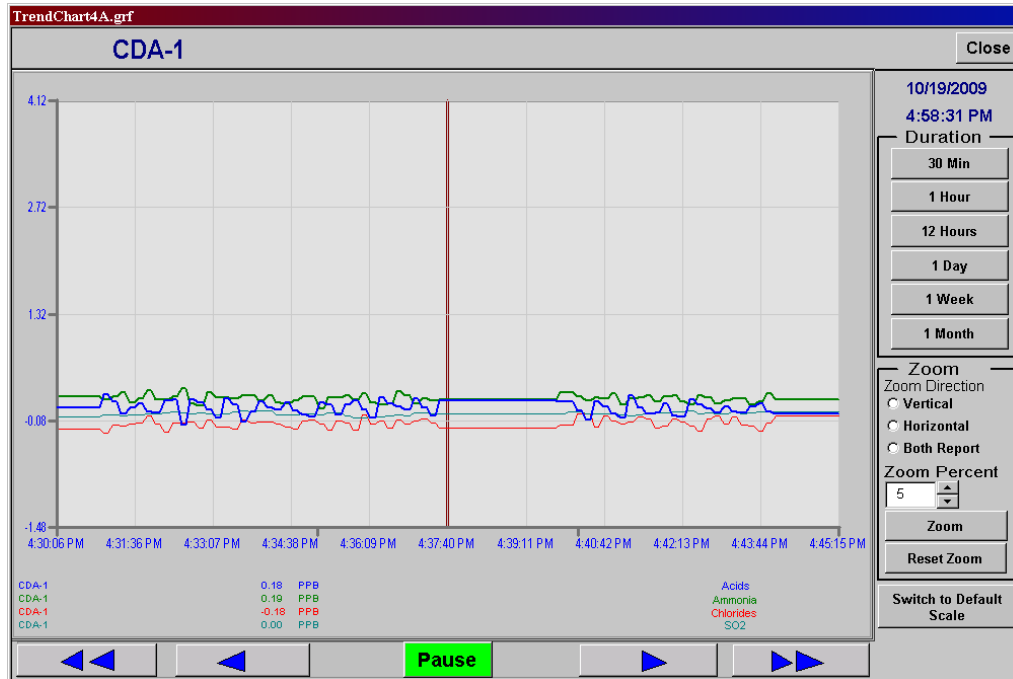 TrendChart4A.grf
CDA-1
Close
10/19/2009
4:58:31 PM
Duration
30 Min
1 Hour
12 Hours
1 Day
1 Week
1 Month
Zoom
Zoom Direction
Vertical
Horizontal
Both Report
Zoom Percent
5
Zoom
Reset Zoom
Switch to Default
Scale
4.12
2.72
1.32
-0.08
-1.48
4:30:06 PM 4:31:36 PM 4:33:07 PM 4:34:38 PM 4:36:09 PM 4:37:40 PM 4:39:11 PM 4:40:42 PM 4:42:13 PM 4:43:44 PM 4:45:15 PM
CDA-1 0.18 PPB Acids
CDA-1 0.19 PPB Ammonia
CDA-1 -0.18 PPB Chlorides
CDA-1 0.00 PPB SO2
Pause